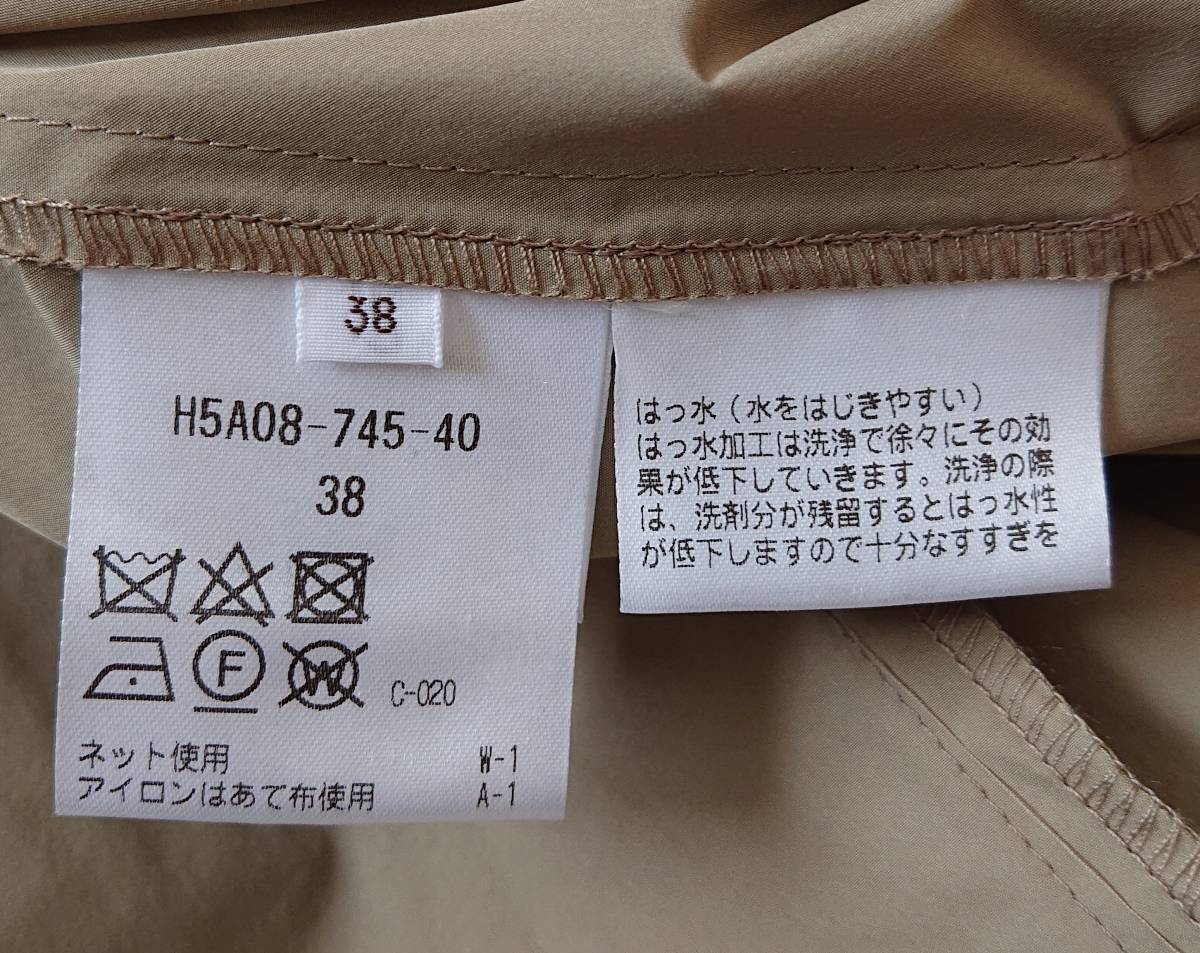 38
H5A08-745-40
38
F
W
C-020
ネット使用
W-1
アイロンはあて布使用
A-1
はっ水（水をはじきやすい）
はっ水加工は洗浄で徐々にその効
果が低下していきます。洗浄の際
は、洗剤分が残留するとはっ水性
が低下しますので十分なすすぎを